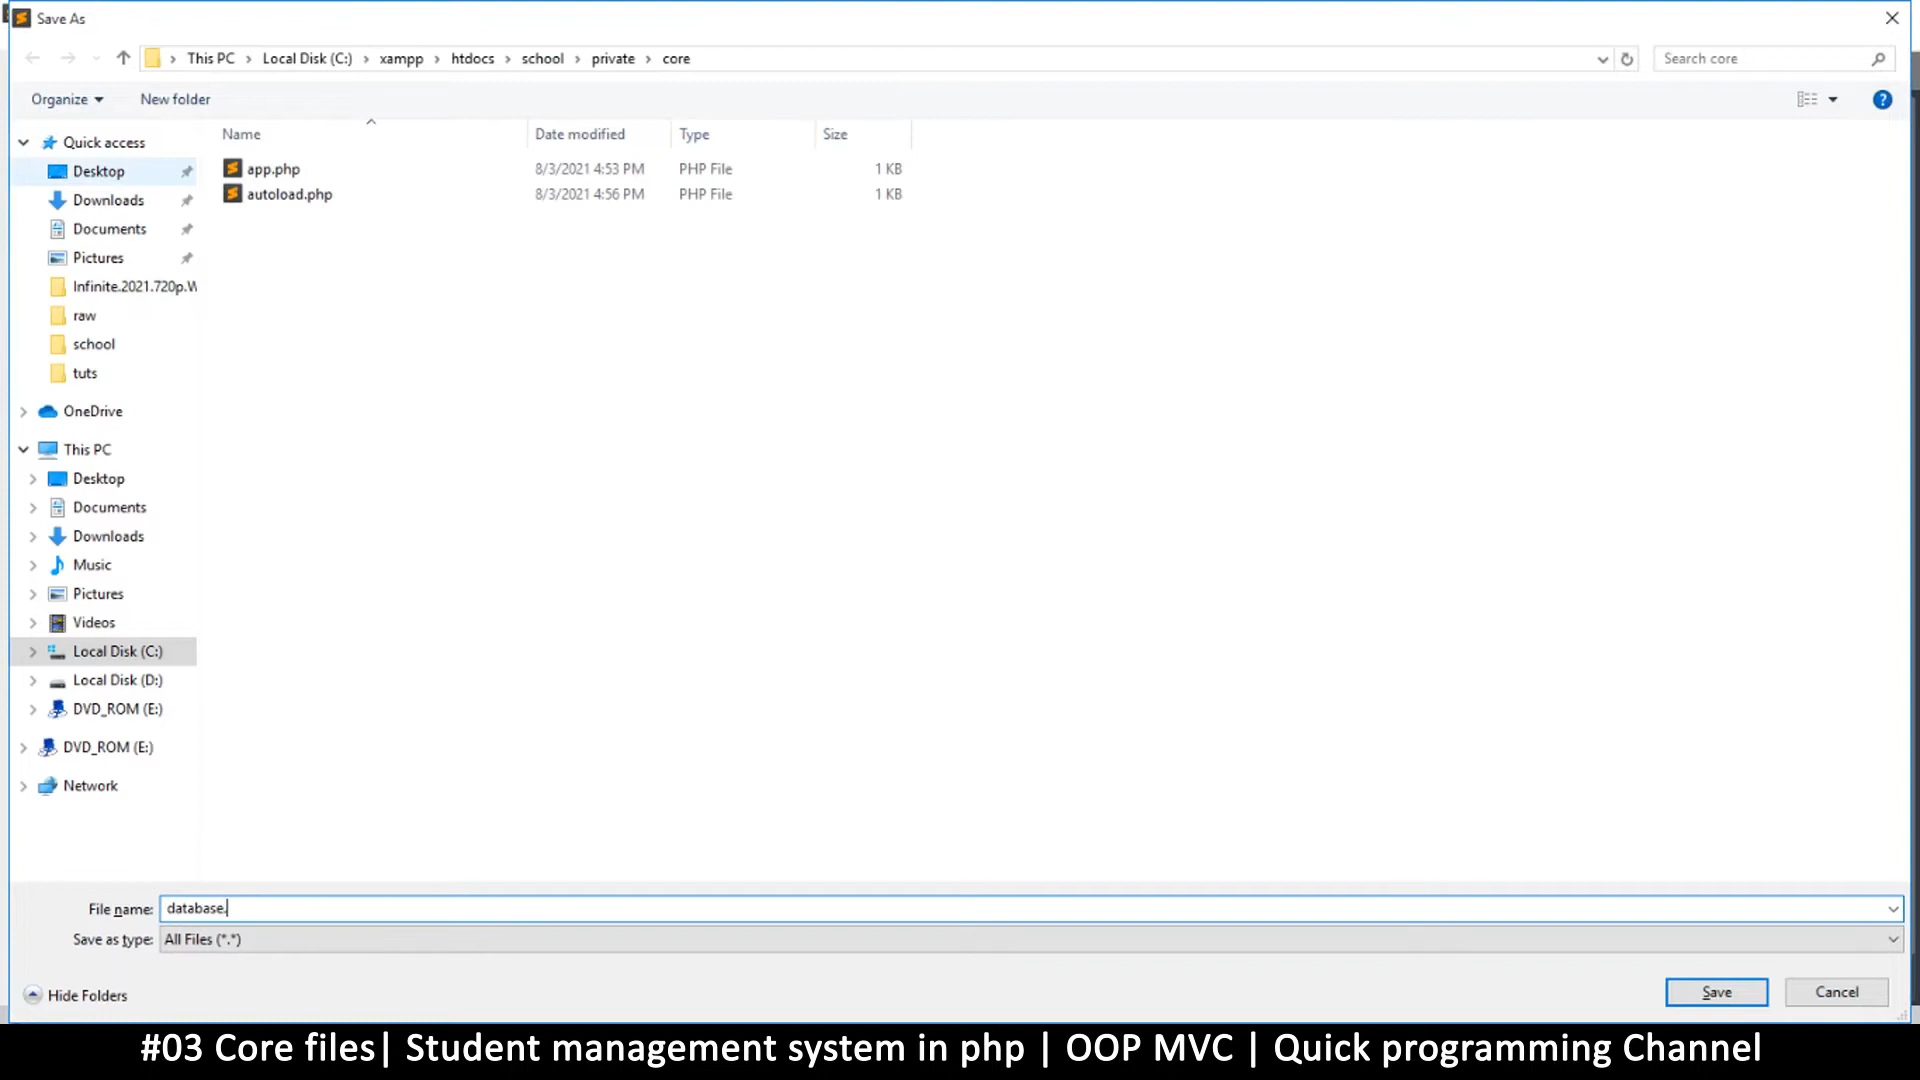 Save As
This PC > Local Disk (C:) > xampp > htdocs > school > private > core
Search core
Organize
New folder
Name
Date modified
Type
Size
app.php
8/3/2021 4:53 PM
PHP File
1 KB
autoload.php
8/3/2021 4:56 PM
PHP File
1 KB
Quick access
Desktop
Downloads
Documents
Pictures
Infinite.2021.720p.W
raw
school
tuts
OneDrive
This PC
Desktop
Documents
Downloads
Music
Pictures
Videos
Local Disk (C:)
Local Disk (D:)
DVD_ROM (E:)
DVD_ROM (E:)
Network
File name: database.
Save as type: All Files (*.*)
Hide Folders
Save
Cancel
#03 Core files| Student management system in php | OOP MVC | Quick programming Channel